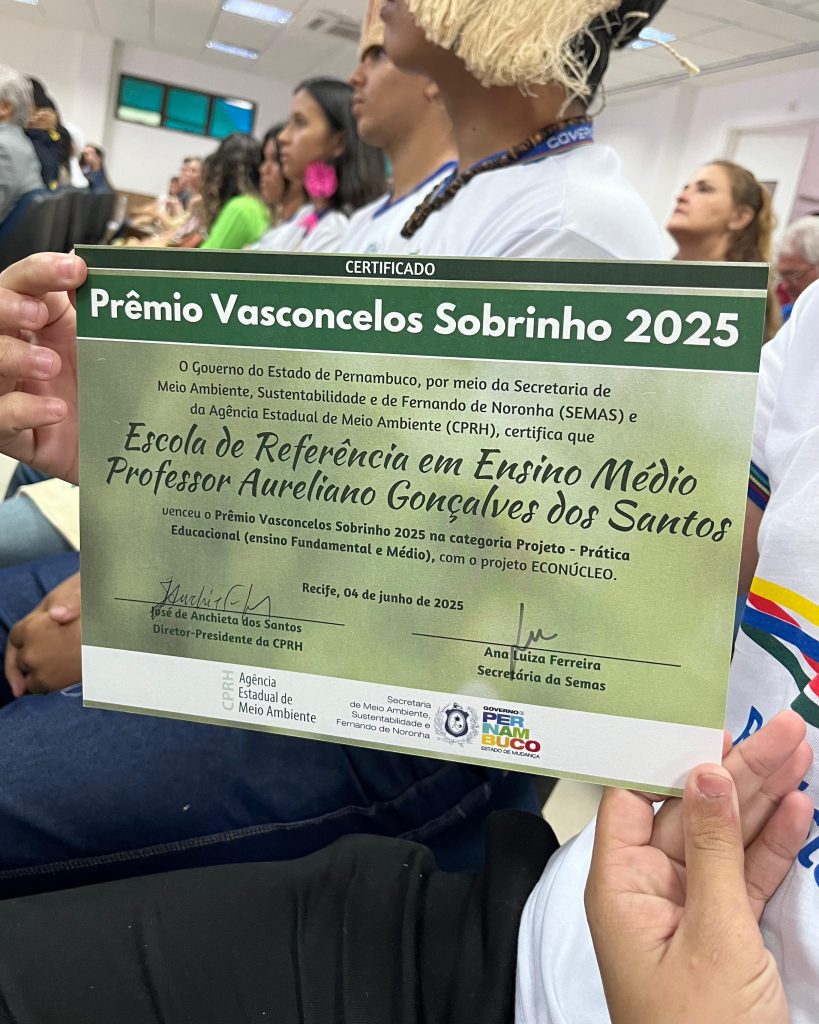 GOVER
CERTIFICADO
Prêmio Vasconcelos Sobrinho 2025
O Governo do Estado de Pernambuco, por meio da Secretaria de
Meio Ambiente, Sustentabilidade e de Fernando de Noronha (SEMAS) e
da Agência Estadual de Meio Ambiente (CPRH), certifica que
Escola de Referência em Ensino Médio
Professor Aureliano Gonçalves dos Santos
venceu o Prêmio Vasconcelos Sobrinho 2025 na categoria Projeto - Prática
Educacional (ensino Fundamental e Médio), com o projeto ECONÚCLEO.
Recife, 04 de junho de 2025
José de Anchieta dos Santos
Diretor-Presidente da CPRH
Ana Luiza Ferreira
Secretária da Semas
CPRH
Agência
Estadual de
Meio Ambiente
Secretaria
de Meio Ambiente,
Sustentabilidade e
Fernando de Noronha
GOVERNO DE
PER
NAM
BUCO
ESTADO DE MUDANÇA